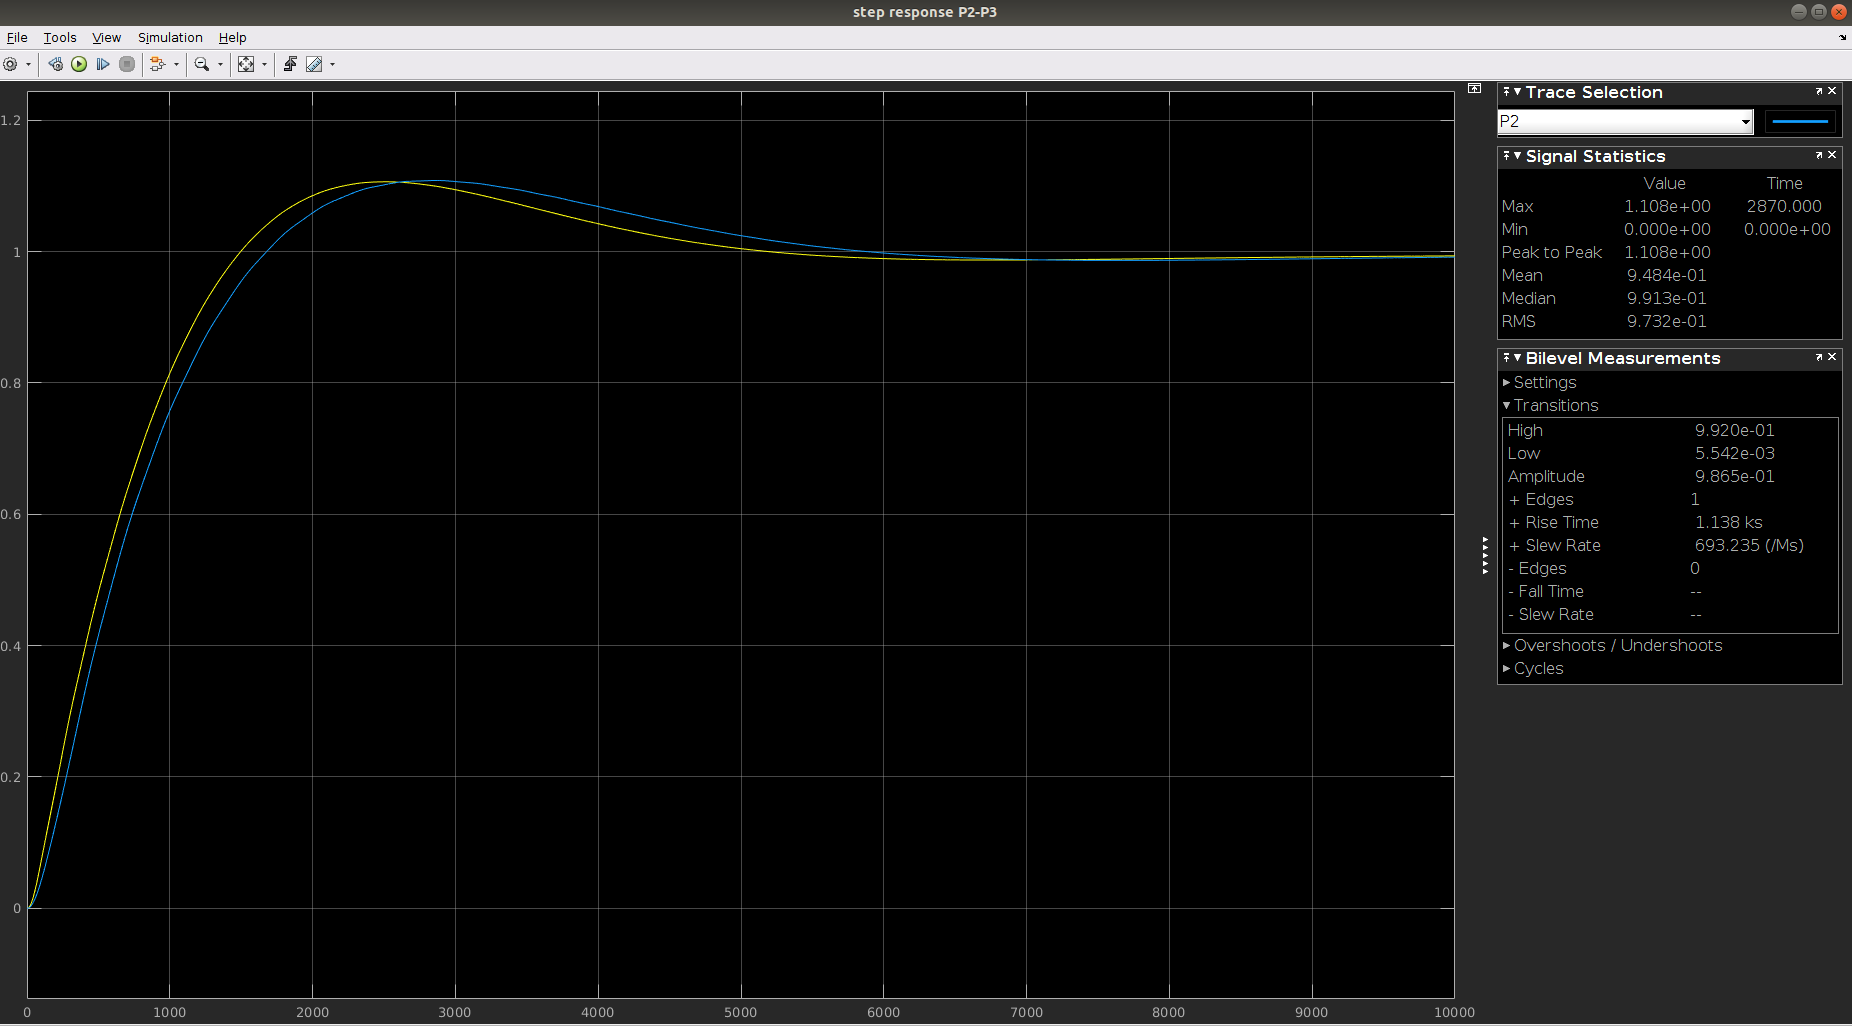 step response P2-P3
File Tools View Simulation Help
Trace Selection
P2
Signal Statistics
Value Time
Max 1.108e+00 2870.000
Min 0.000e+00 0.000e+00
Peak to Peak 1.108e+00
Mean 9.484e-01
Median 9.913e-01
RMS 9.732e-01
Bilevel Measurements
Settings
Transitions
High 9.920e-01
Low 5.542e-03
Amplitude 9.865e-01
+ Edges 1
+ Rise Time 1.138 ks
+ Slew Rate 693.235 (/Ms)
- Edges 0
- Fall Time --
- Slew Rate --
Overshoots / Undershoots
Cycles
1.2
1
0.8
0.6
0.4
0.2
0
0 1000 2000 3000 4000 5000 6000 7000 8000 9000 10000